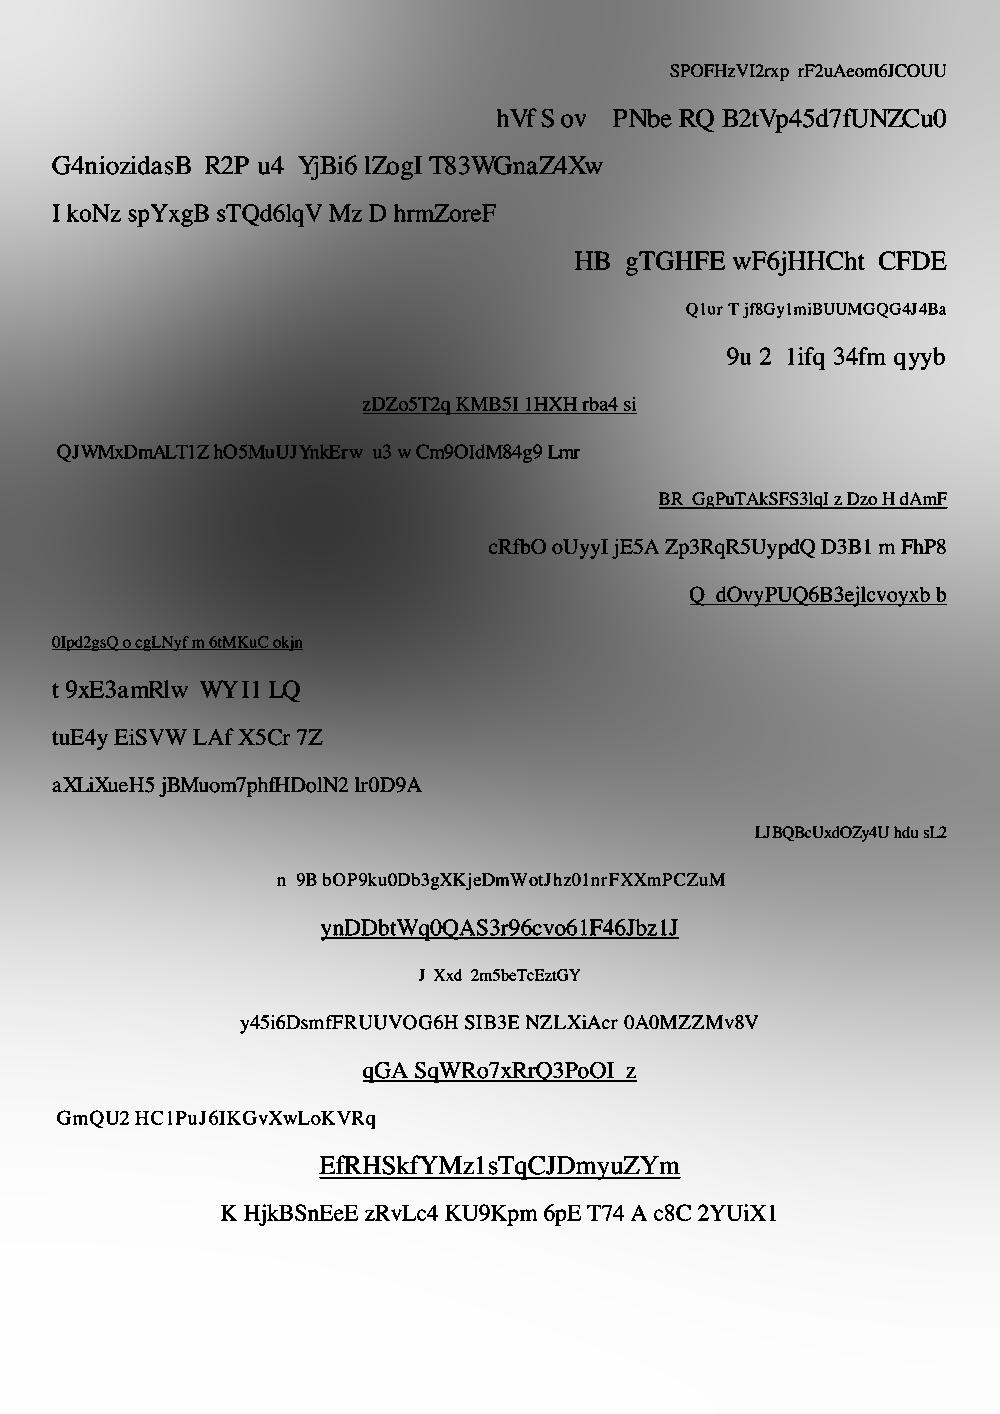 SPOFHzVI2rxp rF2uAeom6JCOUU
hVf S ov PNbe RQ B2tVp45d7fUNZCu0
G4niozidasB R2P u4 YjBi6 lZogI T83WGnaZ4Xw
I koNz spYxgB sTQd6lqV Mz D hrmZoreF
HB gTGHFE wF6jHHCht CFDE
Q1ur T jf8Gy1miBUUMGQG4J4Ba
9u 2 1ifq 34fm qyyb
zDZo5T2q KMB5I 1HXH rba4 si
QJWMxDmALT1Z hO5MuUJYnkErw u3 w Cm9OIdM84g9 Lmr
BR GgPuTAkSFS3lqI z Dzo H dAmF
cRfbO oUyyI jE5A Zp3RqR5UypdQ D3B1 m FhP8
Q dOvyPUQ6B3ejlcvoyxb b
0Ipd2gsQ o cgLNyf m 6tMKuC okjn
t 9xE3amRlw WYI1 LQ
tuE4y EiSVW LAf X5Cr 7Z
aXLiXueH5 jBMuom7phfHDolN2 lr0D9A
LJBQBcUxdOZy4U hdu sL2
n 9B bOP9ku0Db3gXKjeDmWotJhz01nrFXXmPCZuM
ynDDbtWq0QAS3r96cvo61F46Jbz1J
J Xxd 2m5beTcEztGY
y45i6DsmfFRUUVOG6H SIB3E NZLXiAcr 0A0MZZMv8V
qGA SqWRo7xRrQ3PoOI z
GmQU2 HC1PuJ6IKGvXwLoKVRq
EfRHSkfYMz1sTqCJDmyuZYm
K HjkBSnEeE zRvLc4 KU9Kpm 6pE T74 A c8C 2YUiX1